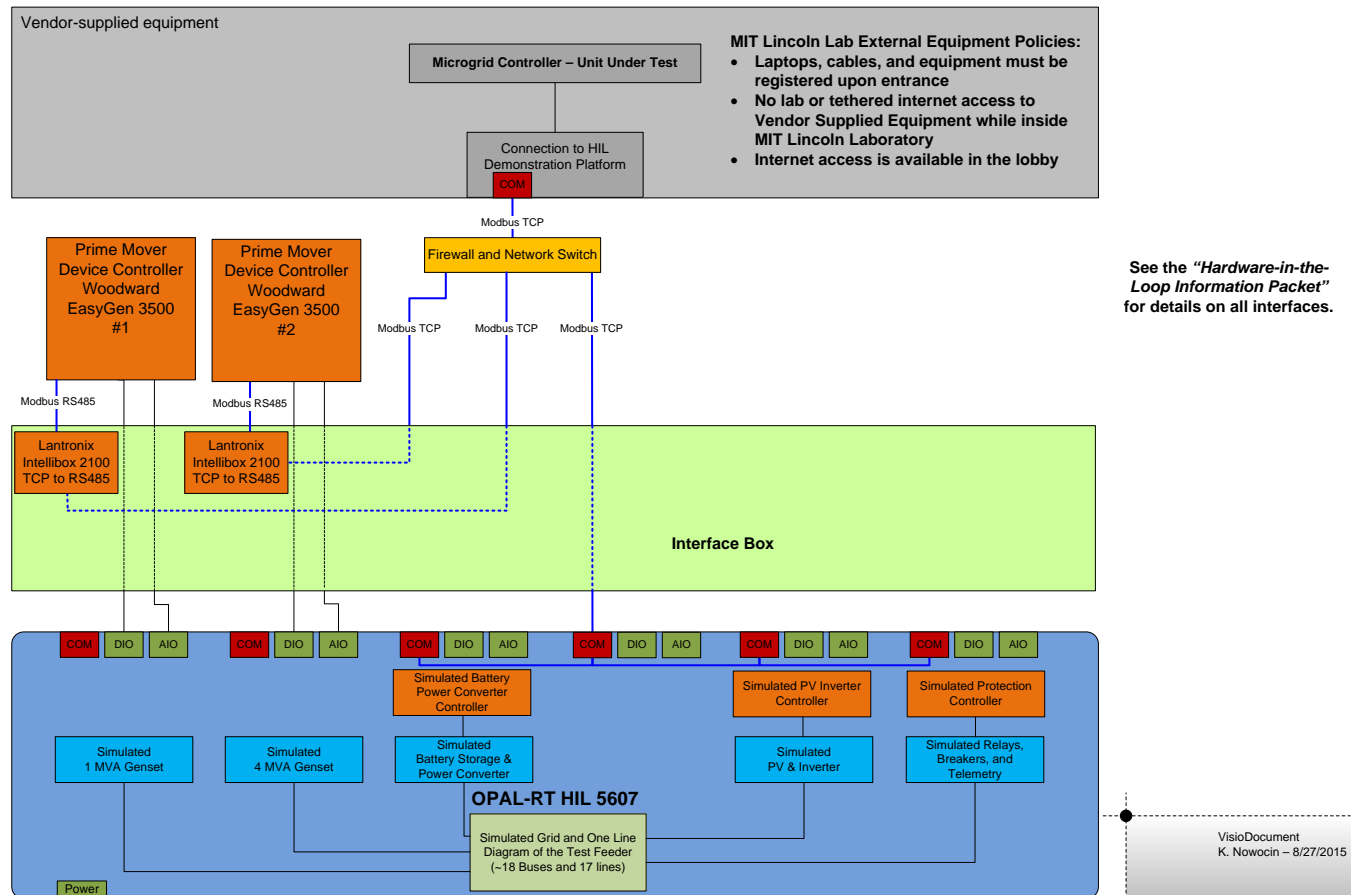 Vendor-supplied equipment
Microgrid Controller – Unit Under Test
Connection to HIL
Demonstration Platform
COM
MIT Lincoln Lab External Equipment Policies:
• Laptops, cables, and equipment must be
registered upon entrance
• No lab or tethered internet access to
Vendor Supplied Equipment while inside
MIT Lincoln Laboratory
• Internet access is available in the lobby
Modbus TCP
Prime Mover
Device Controller
Woodward
EasyGen 3500
#1
Prime Mover
Device Controller
Woodward
EasyGen 3500
#2
Firewall and Network Switch
See the “Hardware-in-the-
Loop Information Packet”
for details on all interfaces.
Modbus TCP
Modbus TCP
Modbus TCP
Modbus RS485
Modbus RS485
Lantronix
Intellibox 2100
TCP to RS485
Lantronix
Intellibox 2100
TCP to RS485
Interface Box
COM
DIO
AIO
COM
DIO
AIO
COM
DIO
AIO
COM
DIO
AIO
COM
DIO
AIO
COM
DIO
AIO
Simulated Battery
Power Converter
Controller
Simulated PV Inverter
Controller
Simulated Protection
Controller
Simulated
1 MVA Genset
Simulated
4 MVA Genset
Simulated
Battery Storage &
Power Converter
Simulated
PV & Inverter
Simulated Relays,
Breakers, and
Telemetry
OPAL-RT HIL 5607
Simulated Grid and One Line
Diagram of the Test Feeder
(~18 Buses and 17 lines)
Power
VisioDocument
K. Nowocin – 8/27/2015